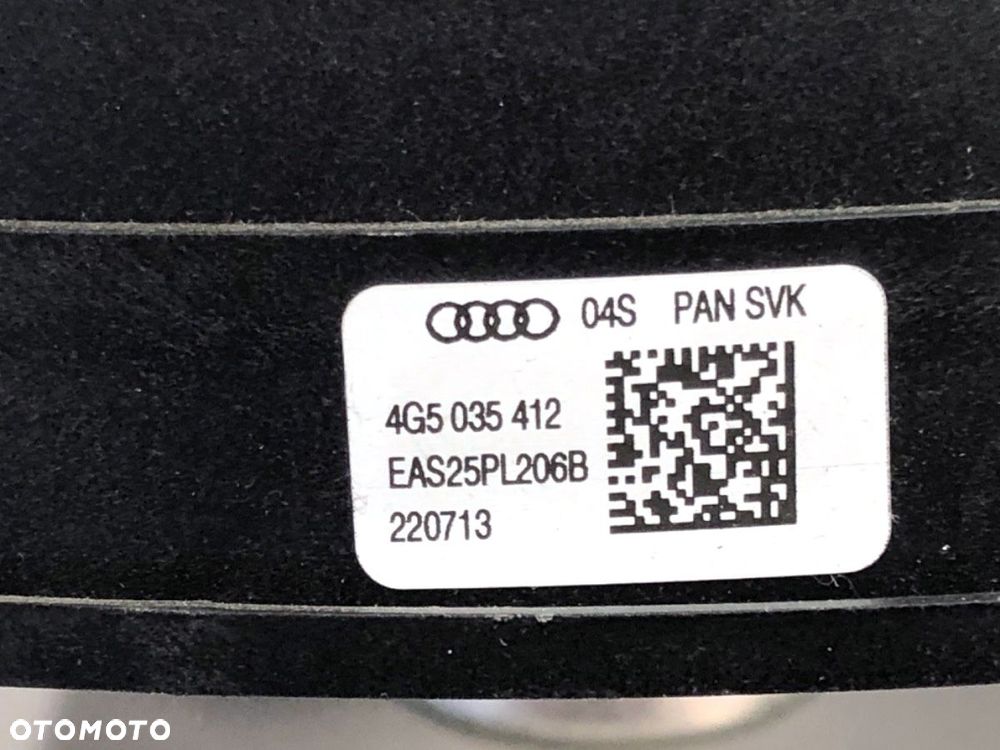 04S PAN SVK
4G5 035 412
EAS25PL206B
220713
OTOMOTO